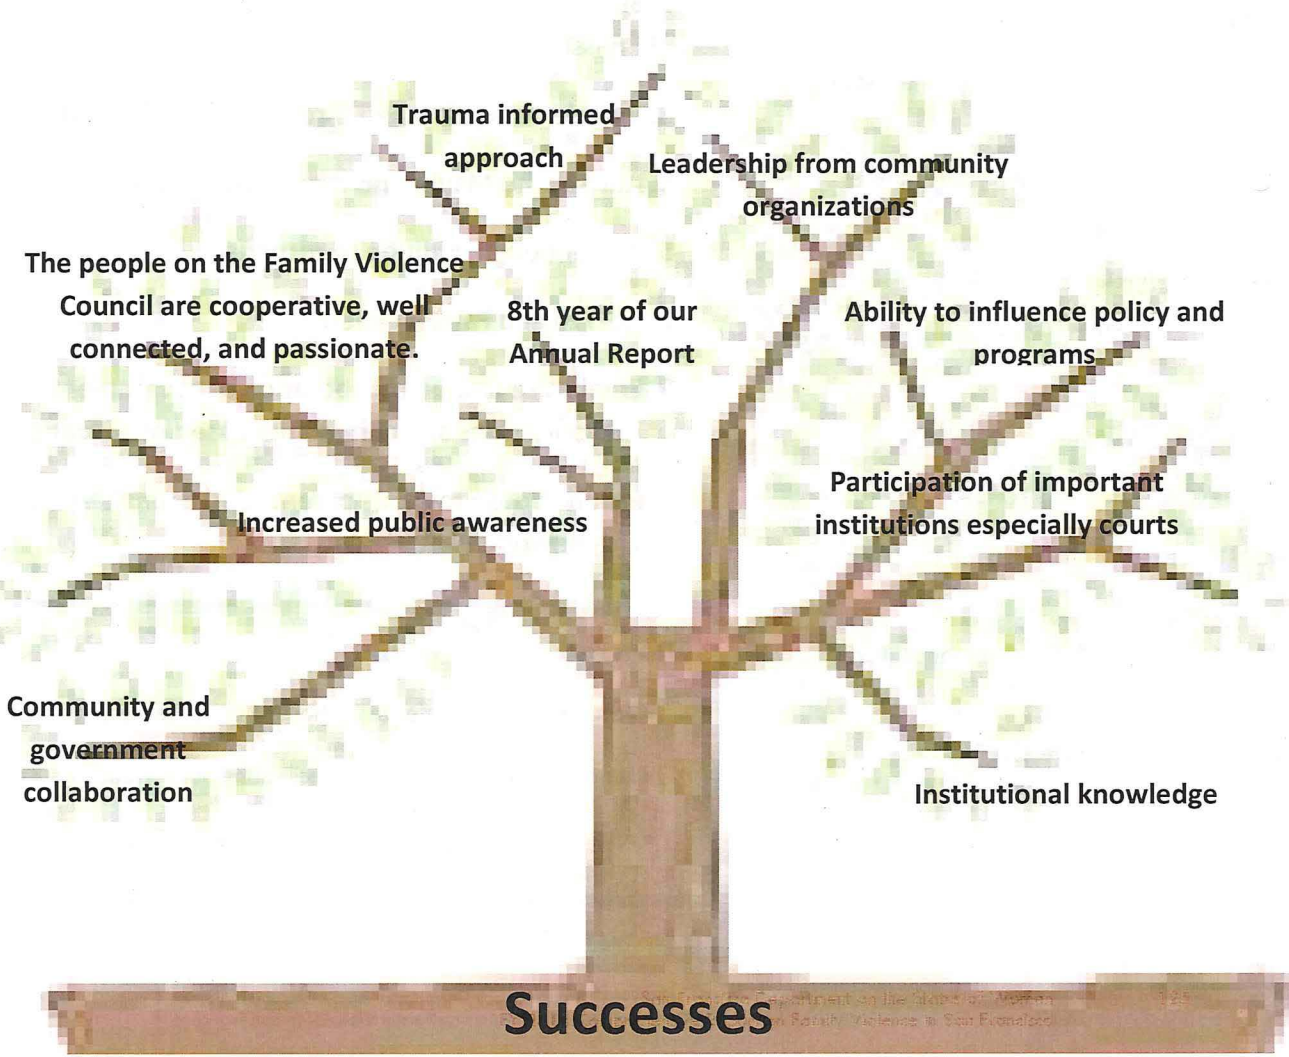 Trauma informed
approach
Leadership from community
organizations
The people on the Family Violence
Council are cooperative, well
connected, and passionate.
8th year of our
Annual Report
Ability to influence policy and
programs
Participation of important
institutions especially courts
Increased public awareness
Community and
government
collaboration
Institutional knowledge
Successes